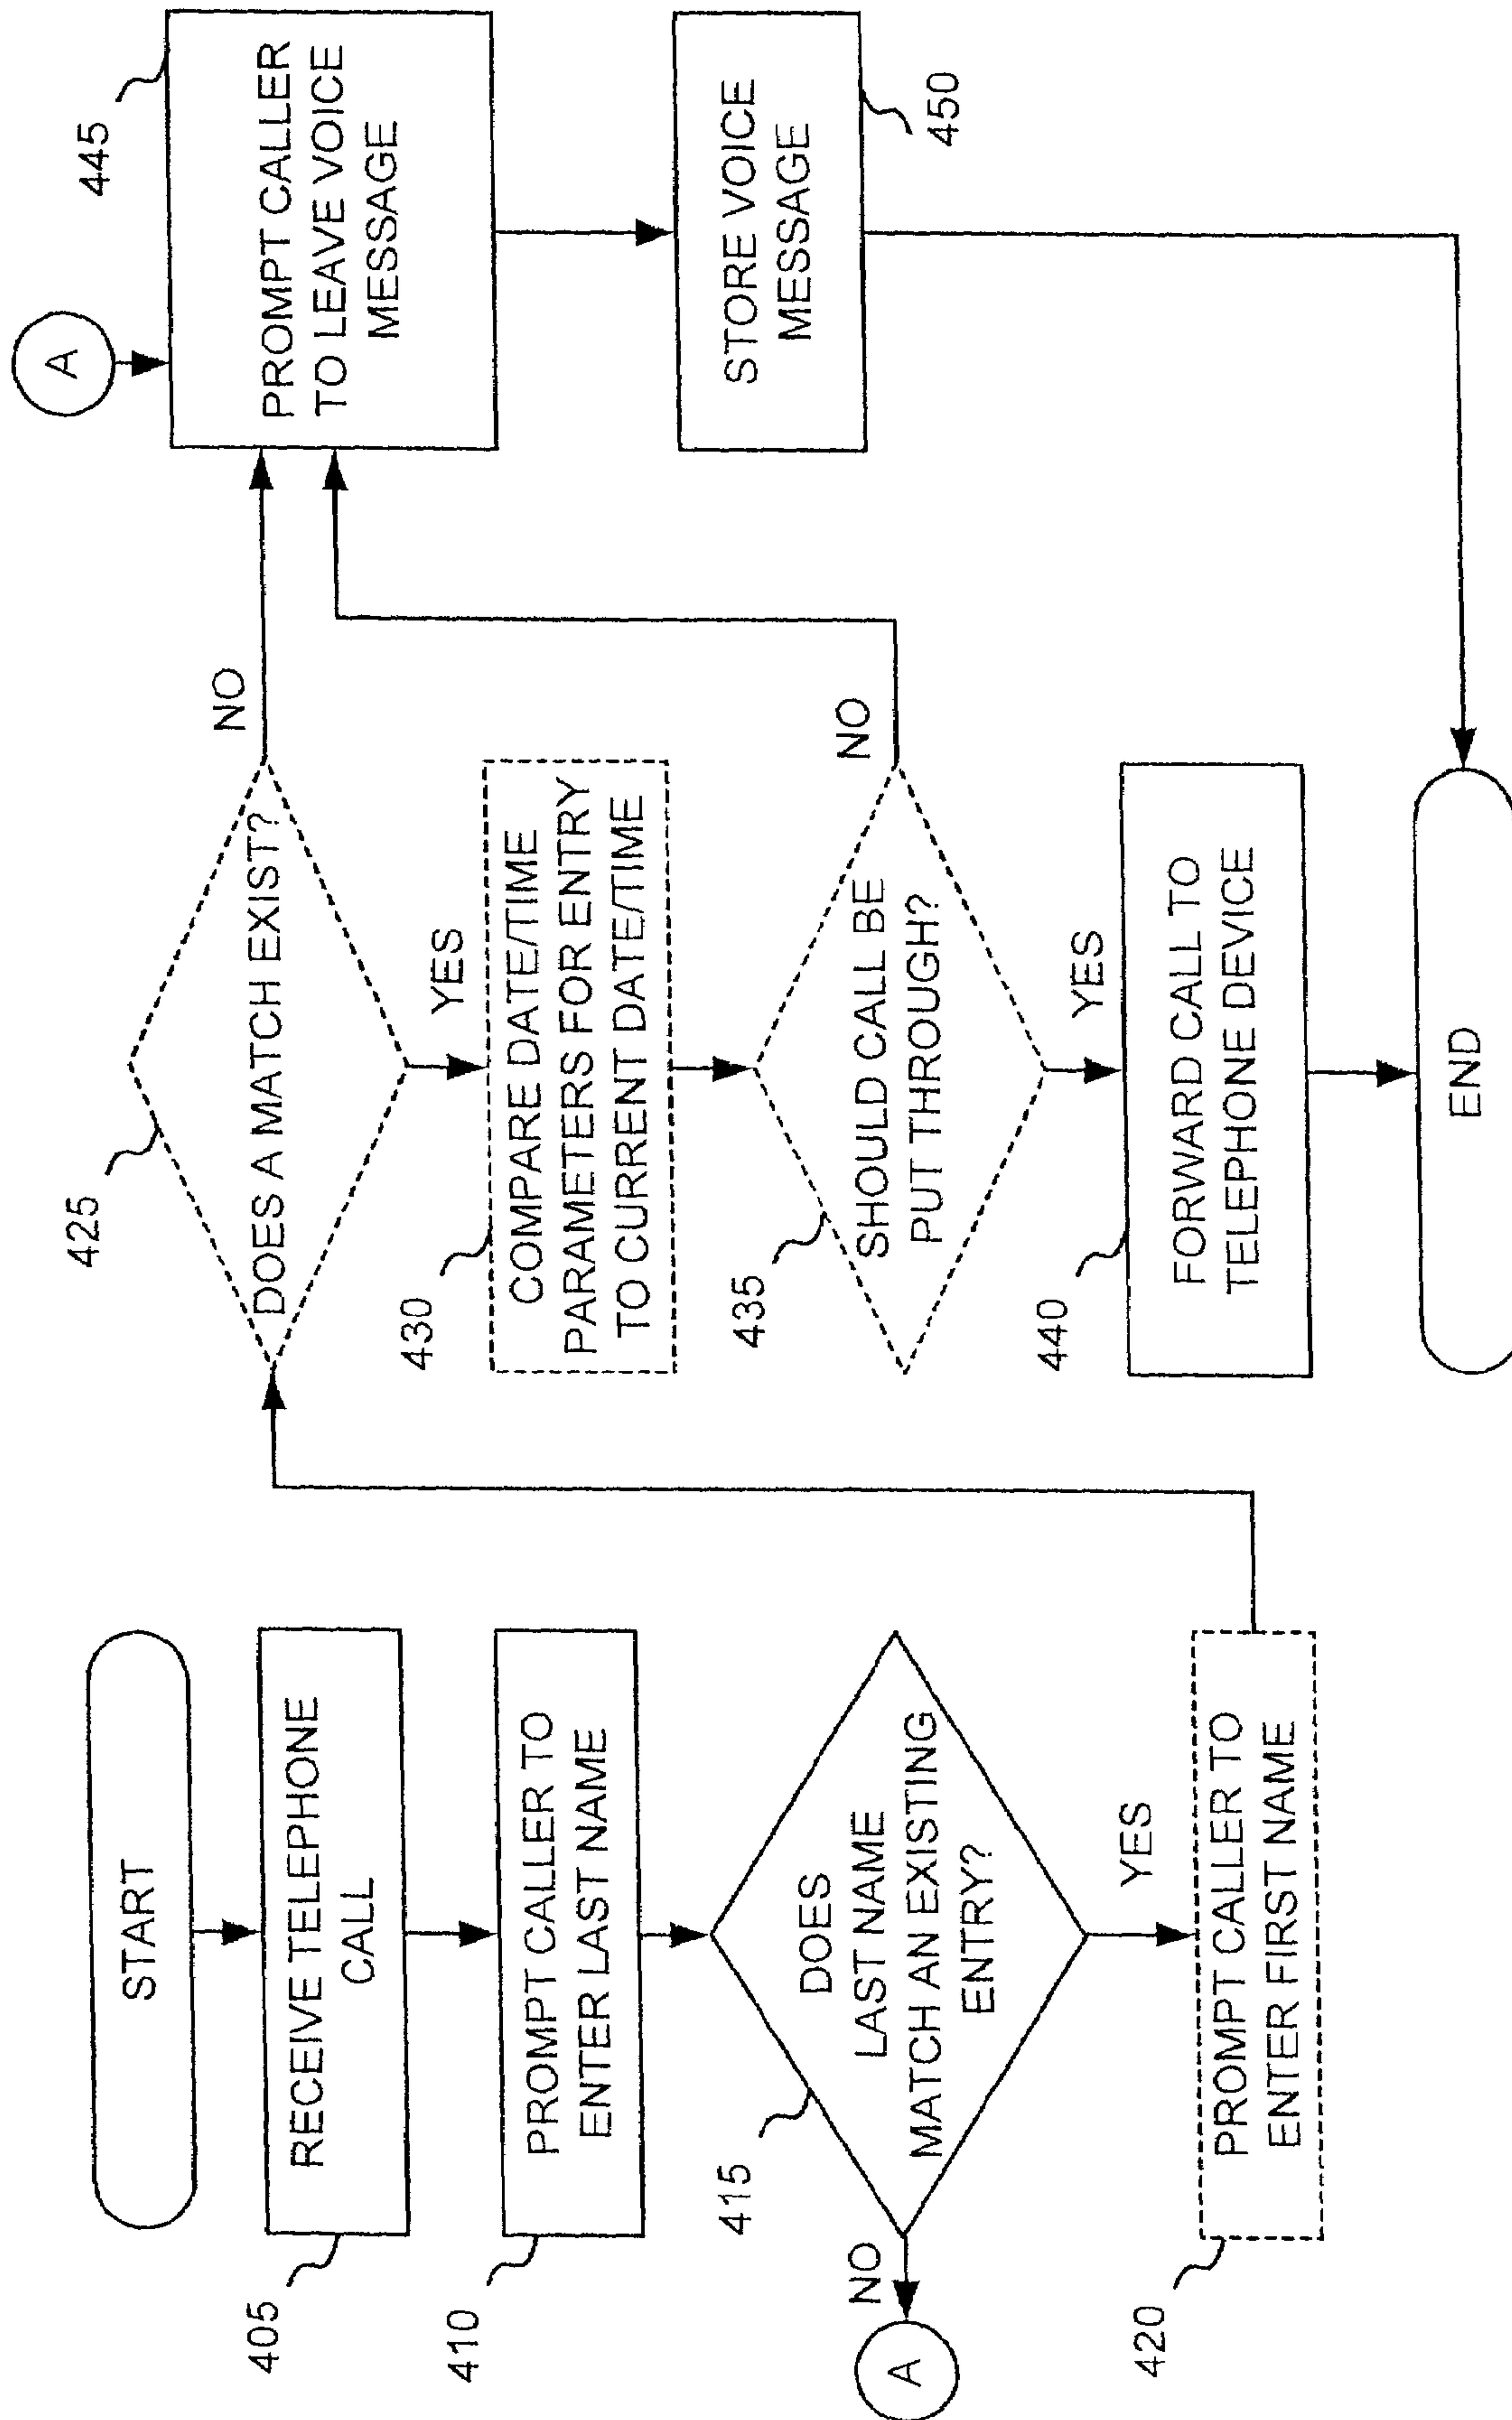 START
RECEIVE TELEPHONE
CALL
405
PROMPT CALLER TO
ENTER LAST NAME
410
DOES
LAST NAME
MATCH AN EXISTING
ENTRY?
415
NO
A
YES
PROMPT CALLER TO
ENTER FIRST NAME
420
425
DOES A MATCH EXIST?
NO
YES
430
COMPARE DATE/TIME
PARAMETERS FOR ENTRY
TO CURRENT DATE/TIME
435
SHOULD CALL BE
PUT THROUGH?
NO
YES
440
FORWARD CALL TO
TELEPHONE DEVICE
END
A
445
PROMPT CALLER
TO LEAVE VOICE
MESSAGE
STORE VOICE
MESSAGE
450